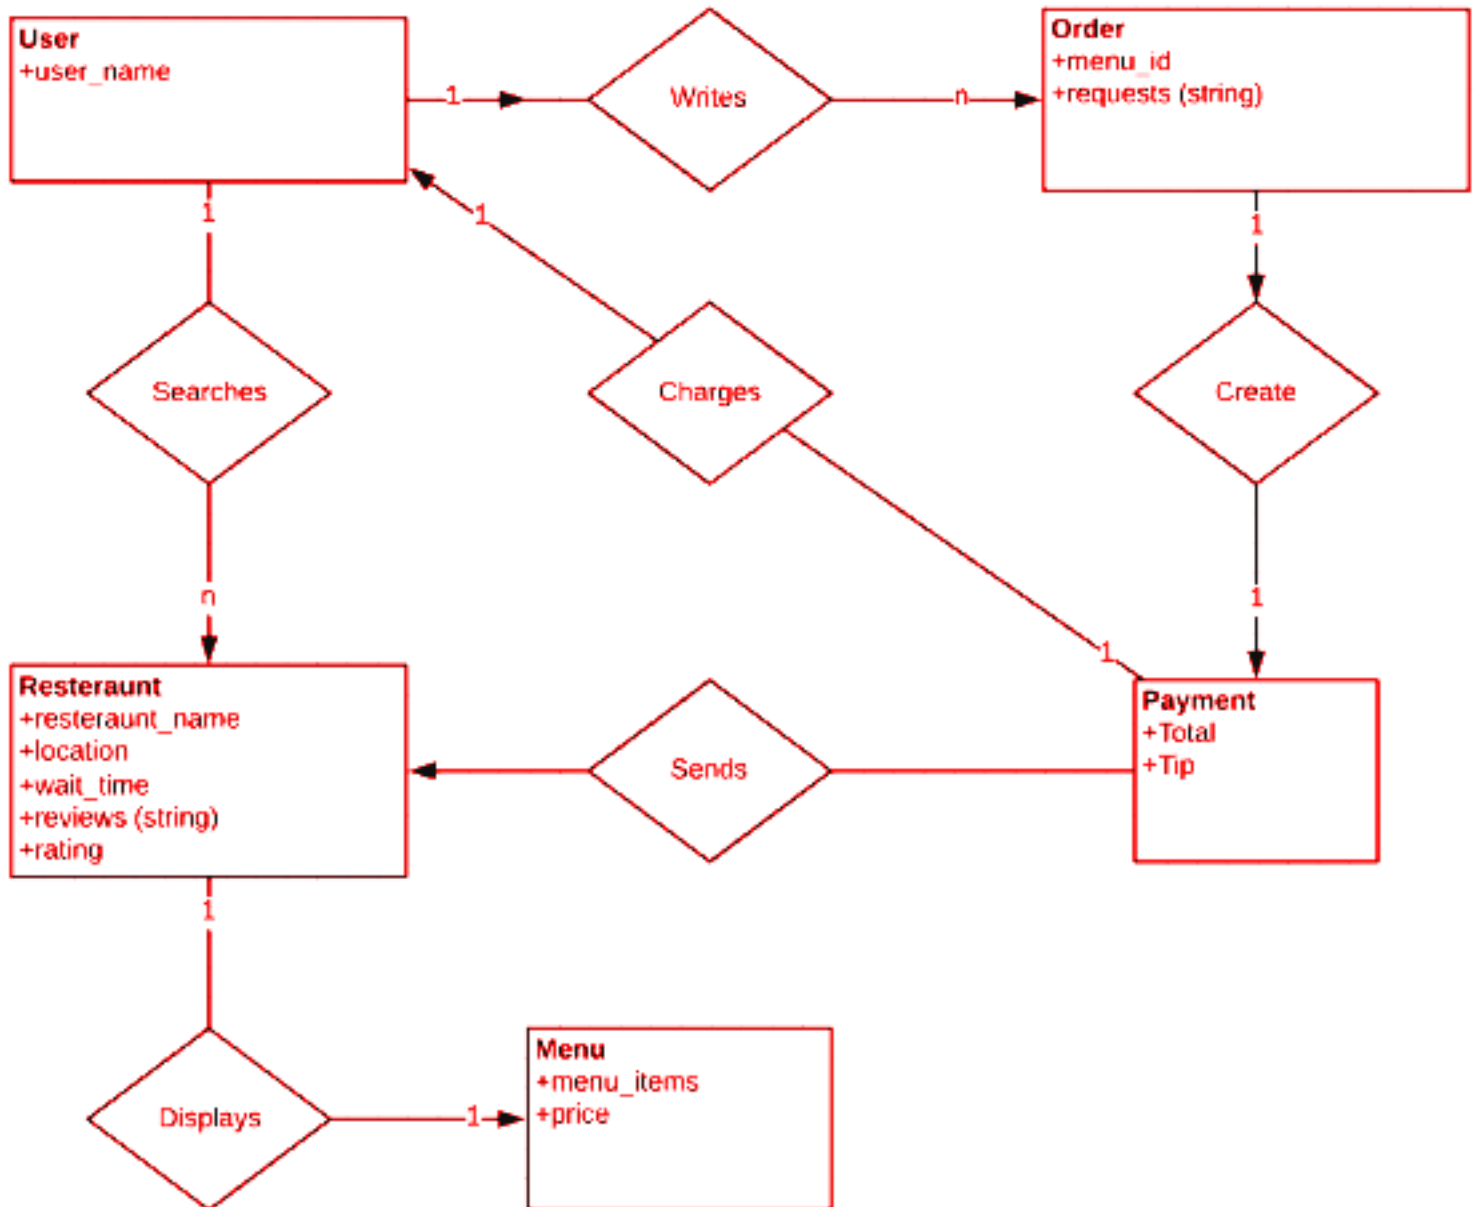 User
+user_name
1
Writes
n
Order
+menu_id
+requests (string)
1
1
1
Searches
Charges
Create
n
1
1
Resteraunt
+resteraunt_name
+location
+wait_time
+reviews (string)
+rating
Sends
Payment
+Total
+Tip
1
Displays
1
Menu
+menu_items
+price